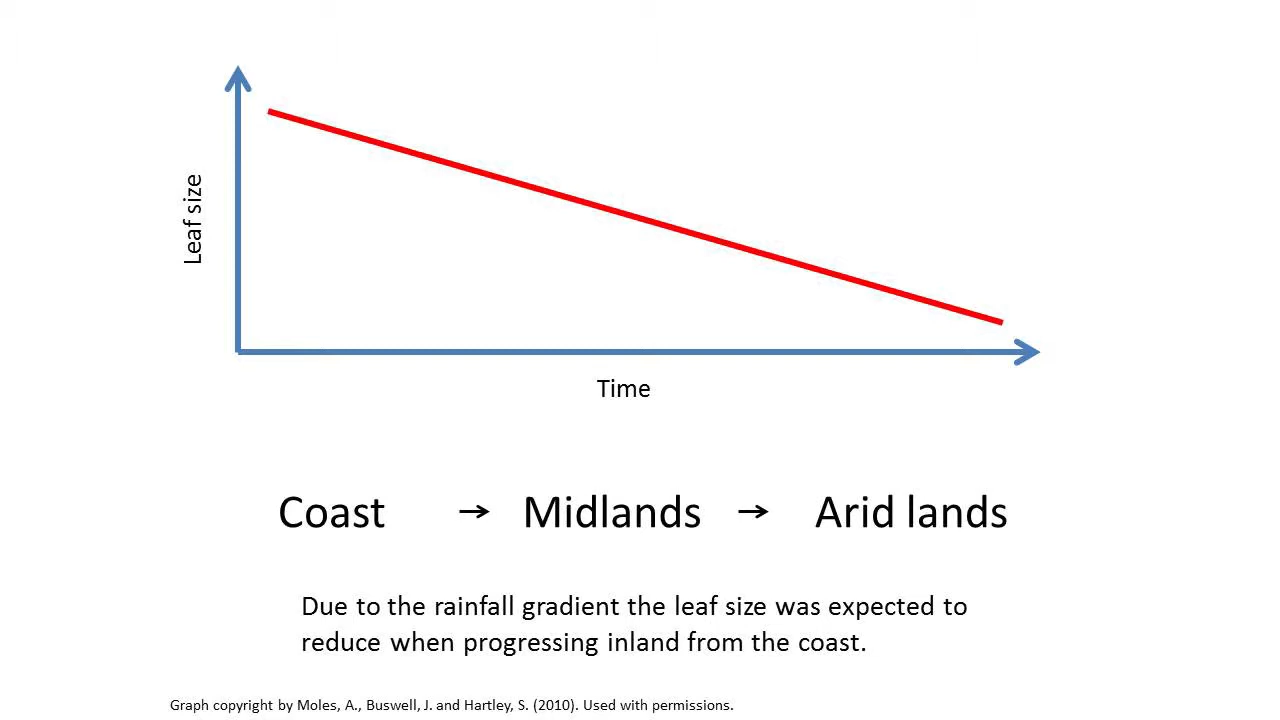 Leaf size
Time
Coast → Midlands → Arid lands
Due to the rainfall gradient the leaf size was expected to
reduce when progressing inland from the coast.
Graph copyright by Moles, A., Buswell, J. and Hartley, S. (2010). Used with permissions.